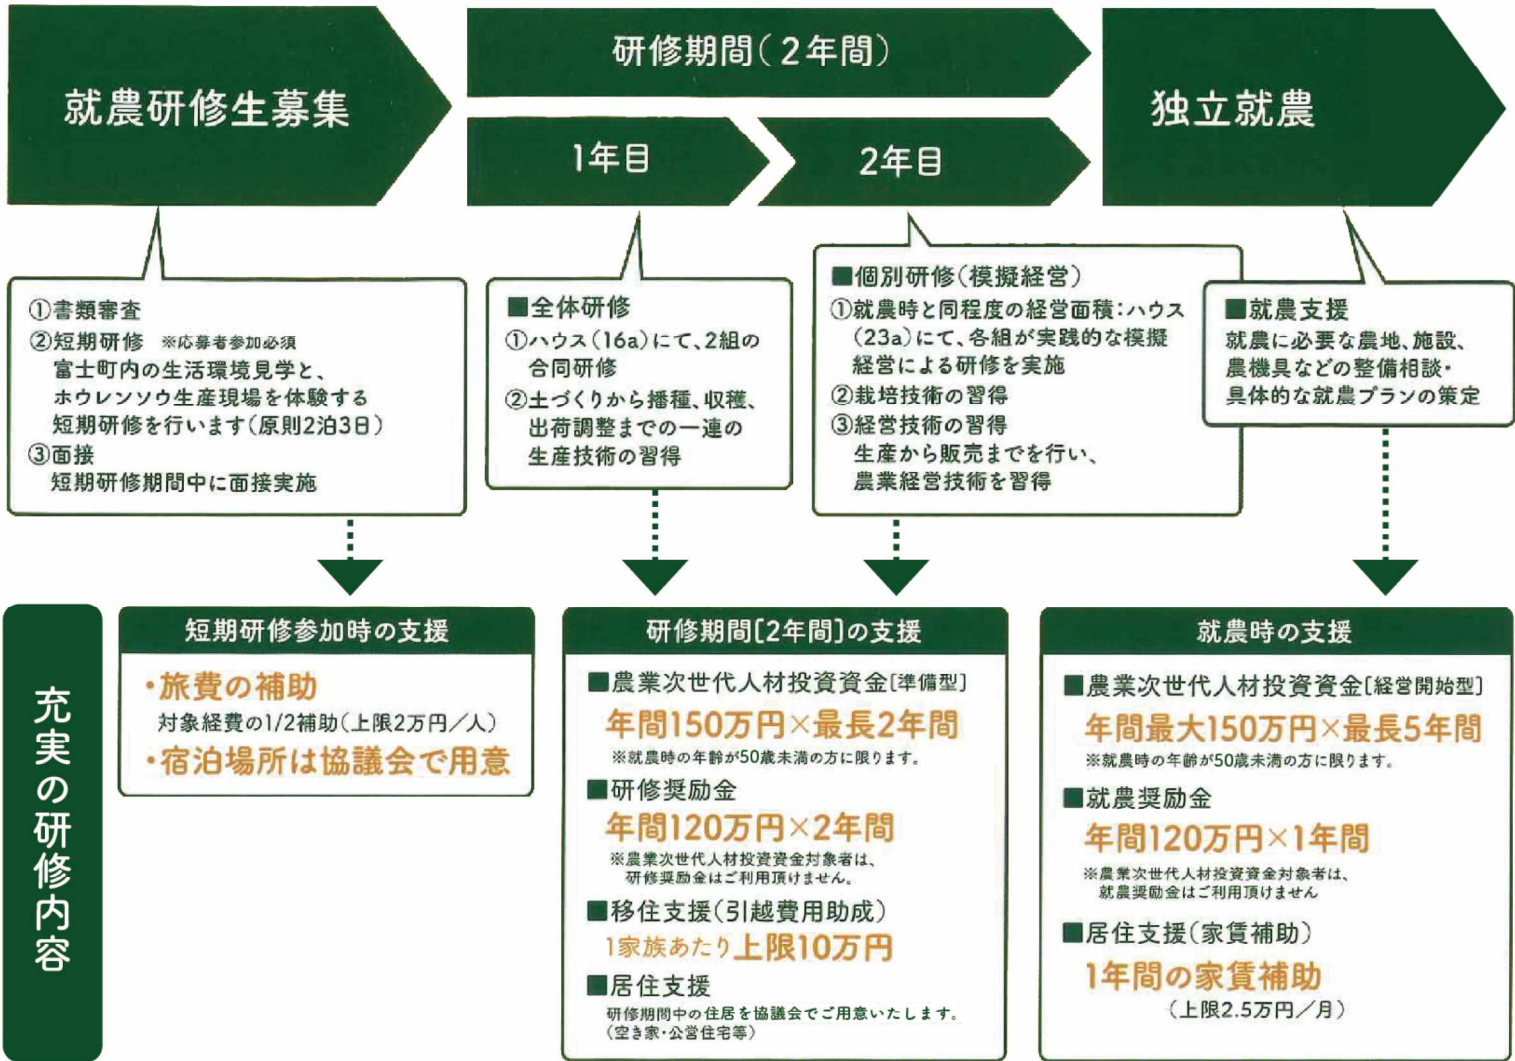 就農研修生募集
研修期間(2年間)
1年目
2年目
独立就農
①書類審査
②短期研修 ※応募者参加必須
富士町内の生活環境見学と、
ホウレンソウ生産現場を体験する
短期研修を行います(原則2泊3日)
③面接
短期研修期間中に面接実施
■全体研修
①ハウス(16a)にて、2組の
合同研修
②土づくりから播種、収穫、
出荷調整までの一連の
生産技術の習得
■個別研修(模擬経営)
①就農時と同程度の経営面積:ハウス
(23a)にて、各組が実践的な模擬
経営による研修を実施
②栽培技術の習得
③経営技術の習得
生産から販売までを行い、
農業経営技術を習得
■就農支援
就農に必要な農地、施設、
農機具などの整備相談・
具体的な就農プランの策定
充実の研修内容
短期研修参加時の支援
・旅費の補助
対象経費の1/2補助(上限2万円/人)
・宿泊場所は協議会で用意
研修期間[2年間]の支援
■農業次世代人材投資資金[準備型]
年間150万円×最長2年間
※就農時の年齢が50歳未満の方に限ります。
■研修奨励金
年間120万円×2年間
※農業次世代人材投資資金対象者は、
研修奨励金はご利用頂けません。
■移住支援(引越費用助成)
1家族あたり上限10万円
■居住支援
研修期間中の住居を協議会でご用意いたします。
(空き家・公営住宅等)
就農時の支援
■農業次世代人材投資資金[経営開始型]
年間最大150万円×最長5年間
※就農時の年齢が50歳未満の方に限ります。
■就農奨励金
年間120万円×1年間
※農業次世代人材投資資金対象者は、
就農奨励金はご利用頂けません
■居住支援(家賃補助)
1年間の家賃補助
(上限2.5万円/月)